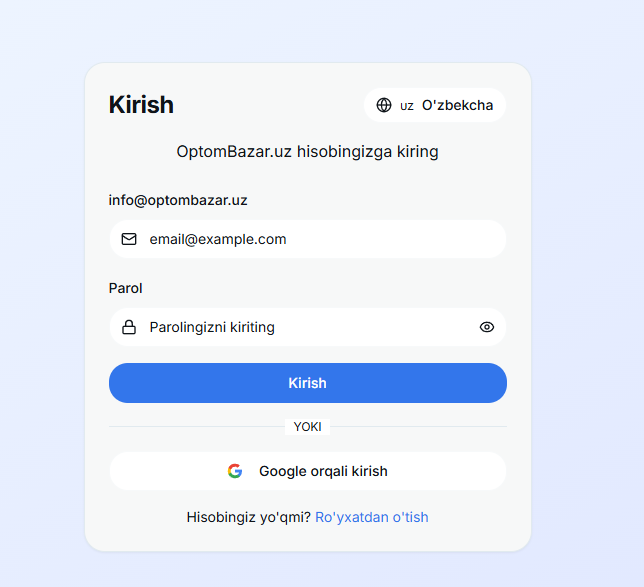 Kirish
uz O'zbekcha
OptomBazar.uz hisobingizga kiring
info@optombazar.uz
email@example.com
Parol
Parolingizni kiriting
Kirish
YOKI
Google orqali kirish
Hisobingiz yo'qmi? Ro'yxatdan o'tish